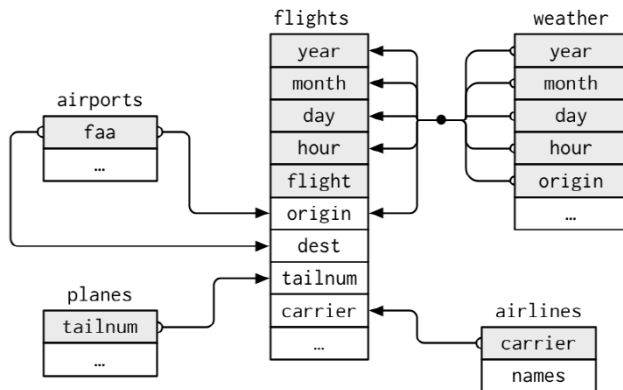 airports
faa
…
planes
tailnum
…
flights
year
month
day
hour
flight
origin
dest
tailnum
carrier
…
weather
year
month
day
hour
origin
…
airlines
carrier
names